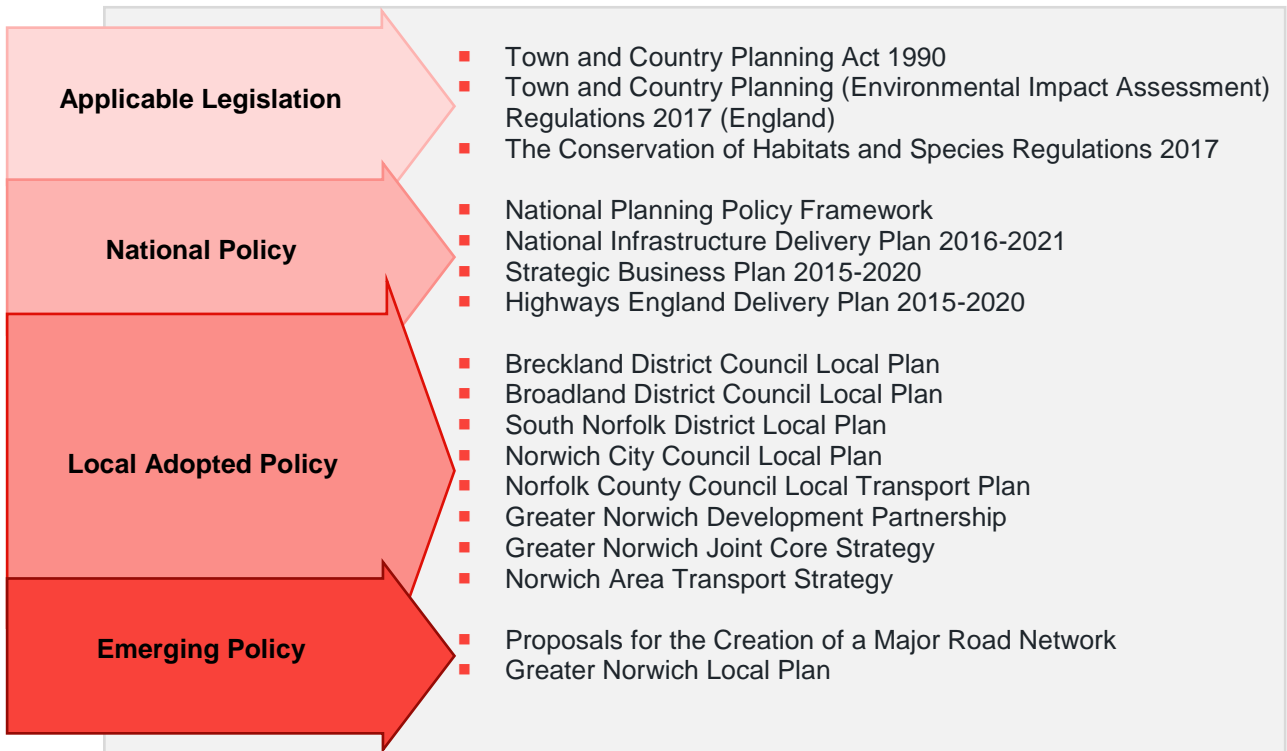 Applicable Legislation
■ Town and Country Planning Act 1990
■ Town and Country Planning (Environmental Impact Assessment)
Regulations 2017 (England)
■ The Conservation of Habitats and Species Regulations 2017
National Policy
■ National Planning Policy Framework
■ National Infrastructure Delivery Plan 2016-2021
■ Strategic Business Plan 2015-2020
■ Highways England Delivery Plan 2015-2020
Local Adopted Policy
■ Breckland District Council Local Plan
■ Broadland District Council Local Plan
■ South Norfolk District Local Plan
■ Norwich City Council Local Plan
■ Norfolk County Council Local Transport Plan
■ Greater Norwich Development Partnership
■ Greater Norwich Joint Core Strategy
■ Norwich Area Transport Strategy
Emerging Policy
■ Proposals for the Creation of a Major Road Network
■ Greater Norwich Local Plan